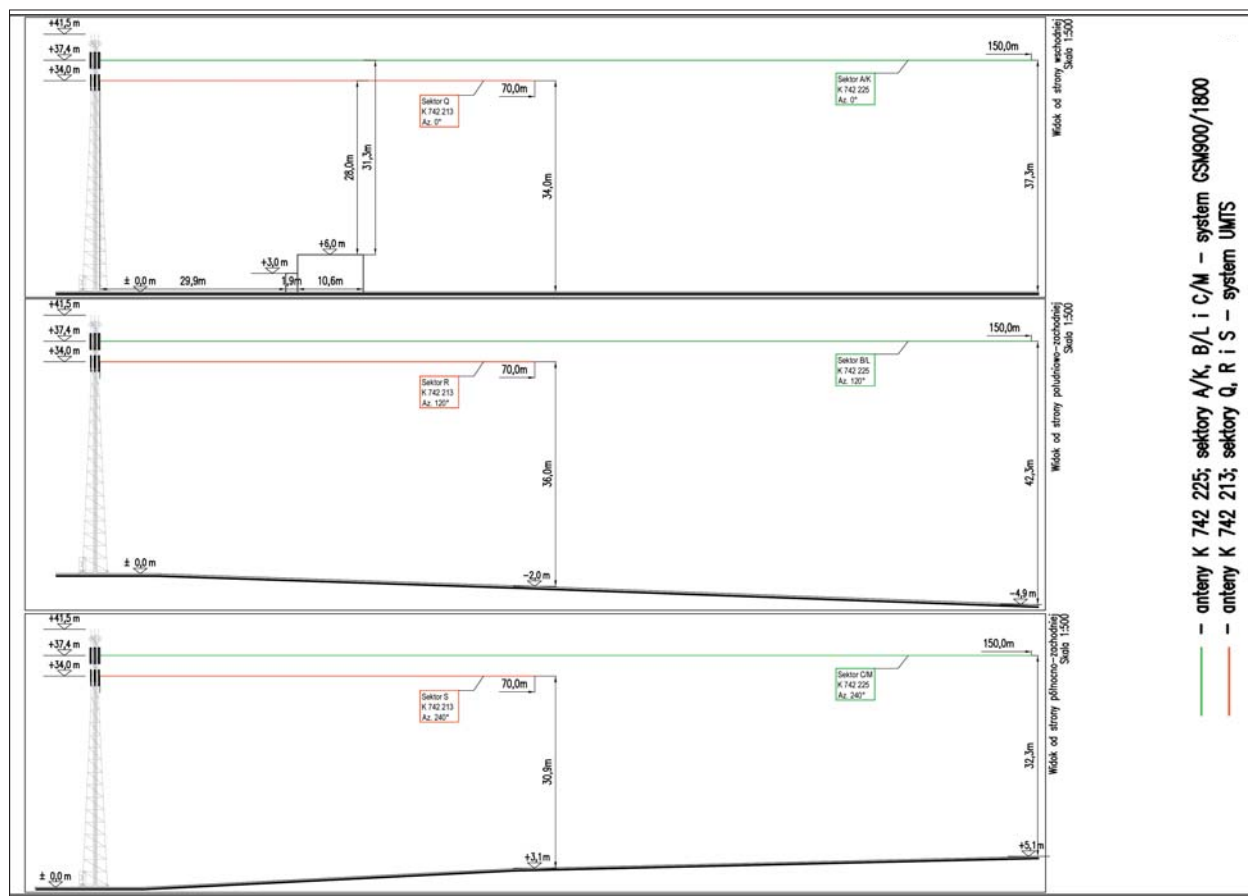 +41,5 m
+37,4 m
+34,0 m
150,0m
70,0m
Sektor Q
K 742 213
Az. 0°
Sektor A/K
K 742 225
Az. 0°
28,0m
31,3m
34,0m
37,3m
+6,0 m
+3,0 m
± 0,0 m
29,9m
1,9m
10,6m
Widok od strony wschodniej
Skala 1:500
+41,5 m
+37,4 m
+34,0 m
150,0m
70,0m
Sektor R
K 742 213
Az. 120°
Sektor B/L
K 742 225
Az. 120°
36,0m
42,3m
± 0,0 m
-2,0 m
-4,9 m
Widok od strony południowo-zachodniej
Skala 1:500
+41,5 m
+37,4 m
+34,0 m
150,0m
70,0m
Sektor S
K 742 213
Az. 240°
Sektor C/M
K 742 225
Az. 240°
30,9m
32,3m
± 0,0 m
+3,1m
+5,1m
Widok od strony północno-zachodniej
Skala 1:500
- anteny K 742 225; sektory A/K, B/L i C/M - system GSM900/1800
- anteny K 742 213; sektory Q, R i S - system UMTS